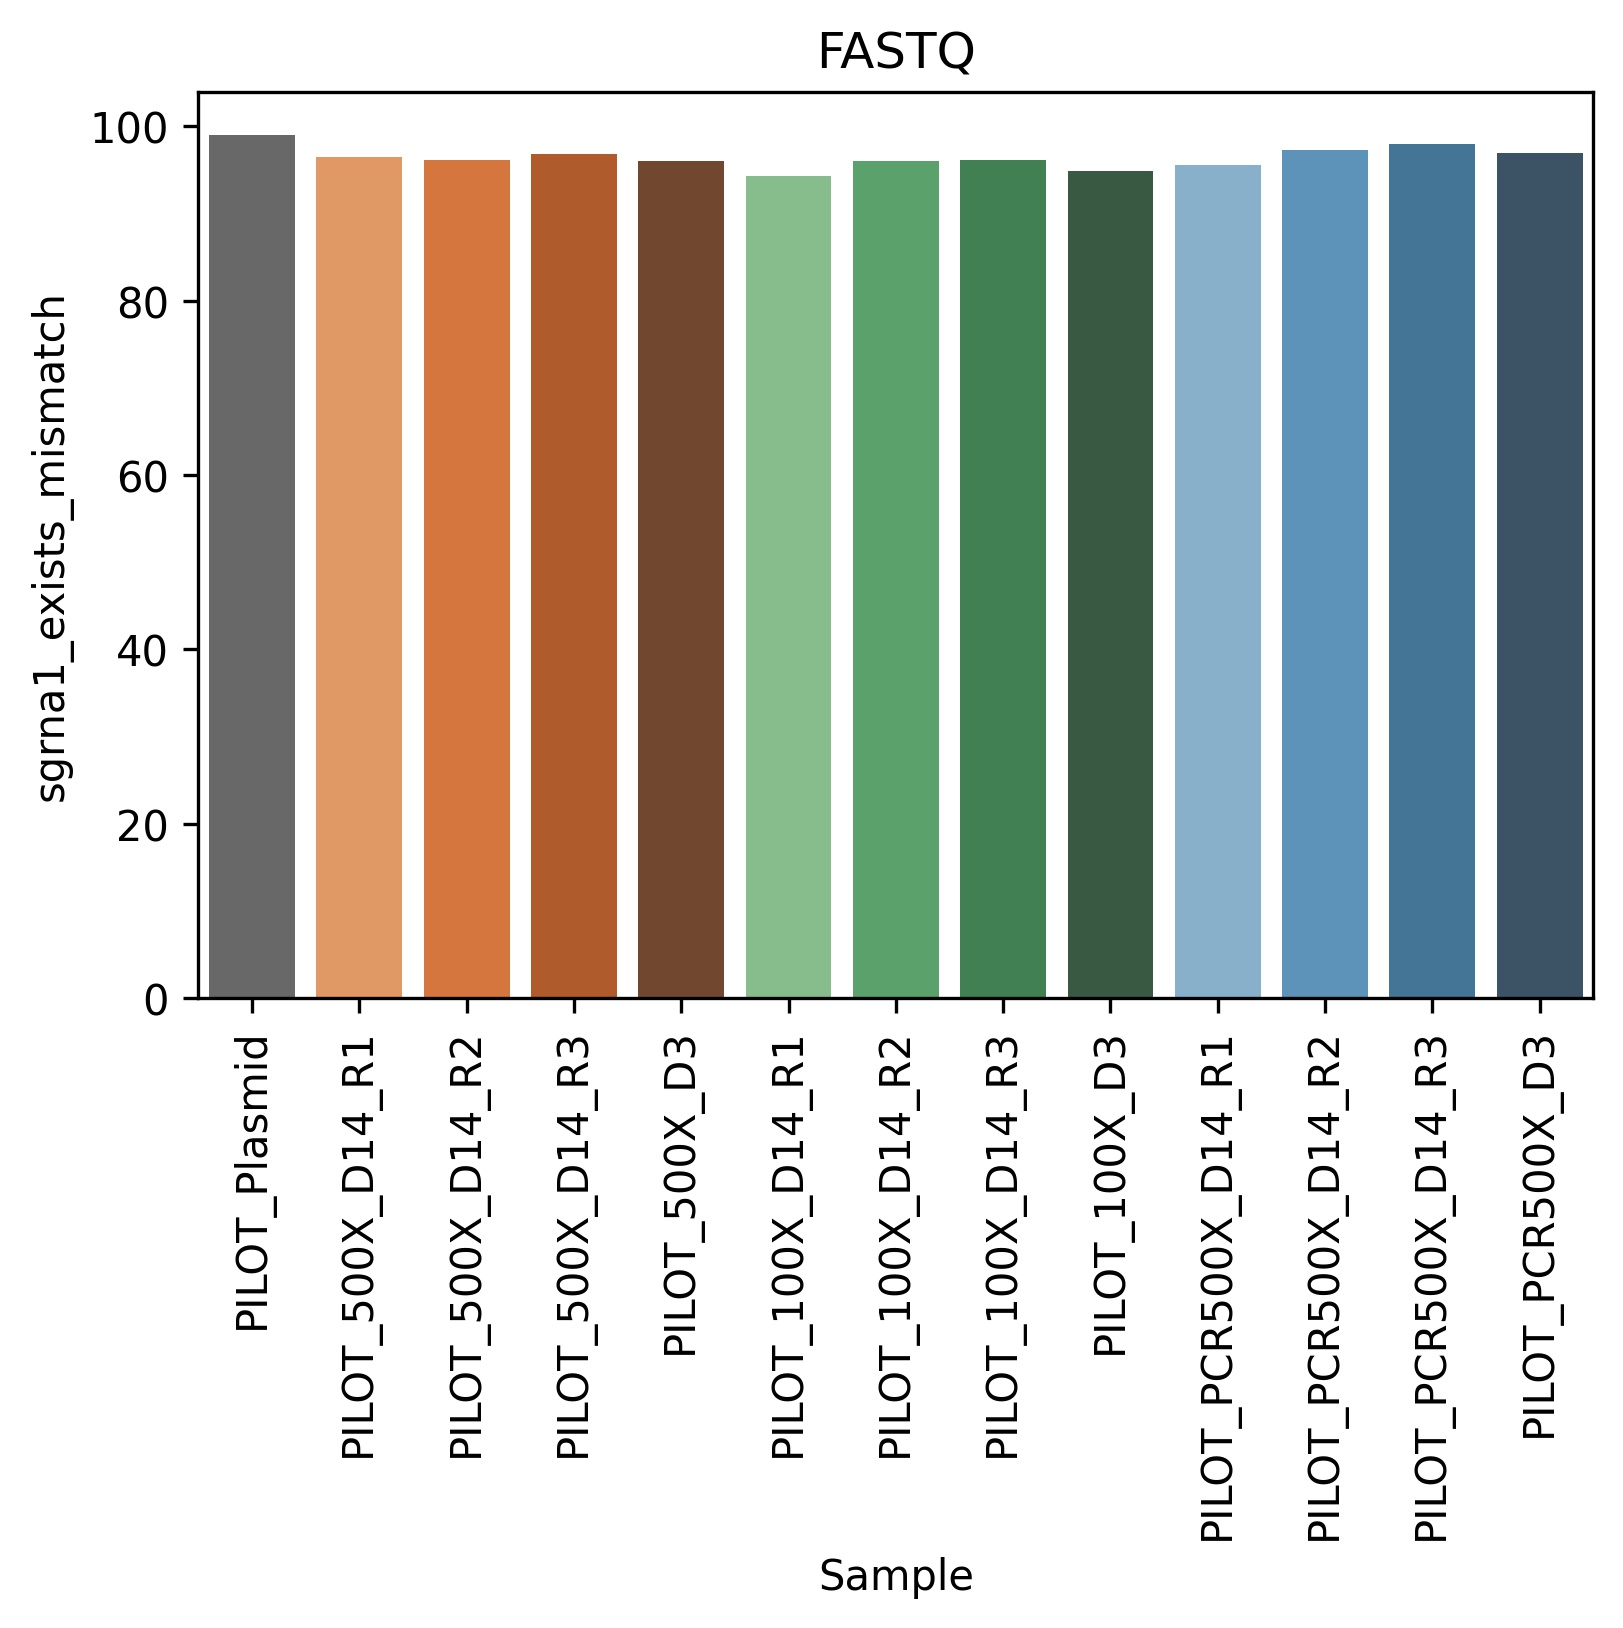 FASTQ
sgrna1_exists_mismatch
100
80
60
40
20
0
PILOT_Plasmid
PILOT_500X_D14_R1
PILOT_500X_D14_R2
PILOT_500X_D14_R3
PILOT_500X_D3
PILOT_100X_D14_R1
PILOT_100X_D14_R2
PILOT_100X_D14_R3
PILOT_100X_D3
PILOT_PCR500X_D14_R1
PILOT_PCR500X_D14_R2
PILOT_PCR500X_D14_R3
PILOT_PCR500X_D3
Sample